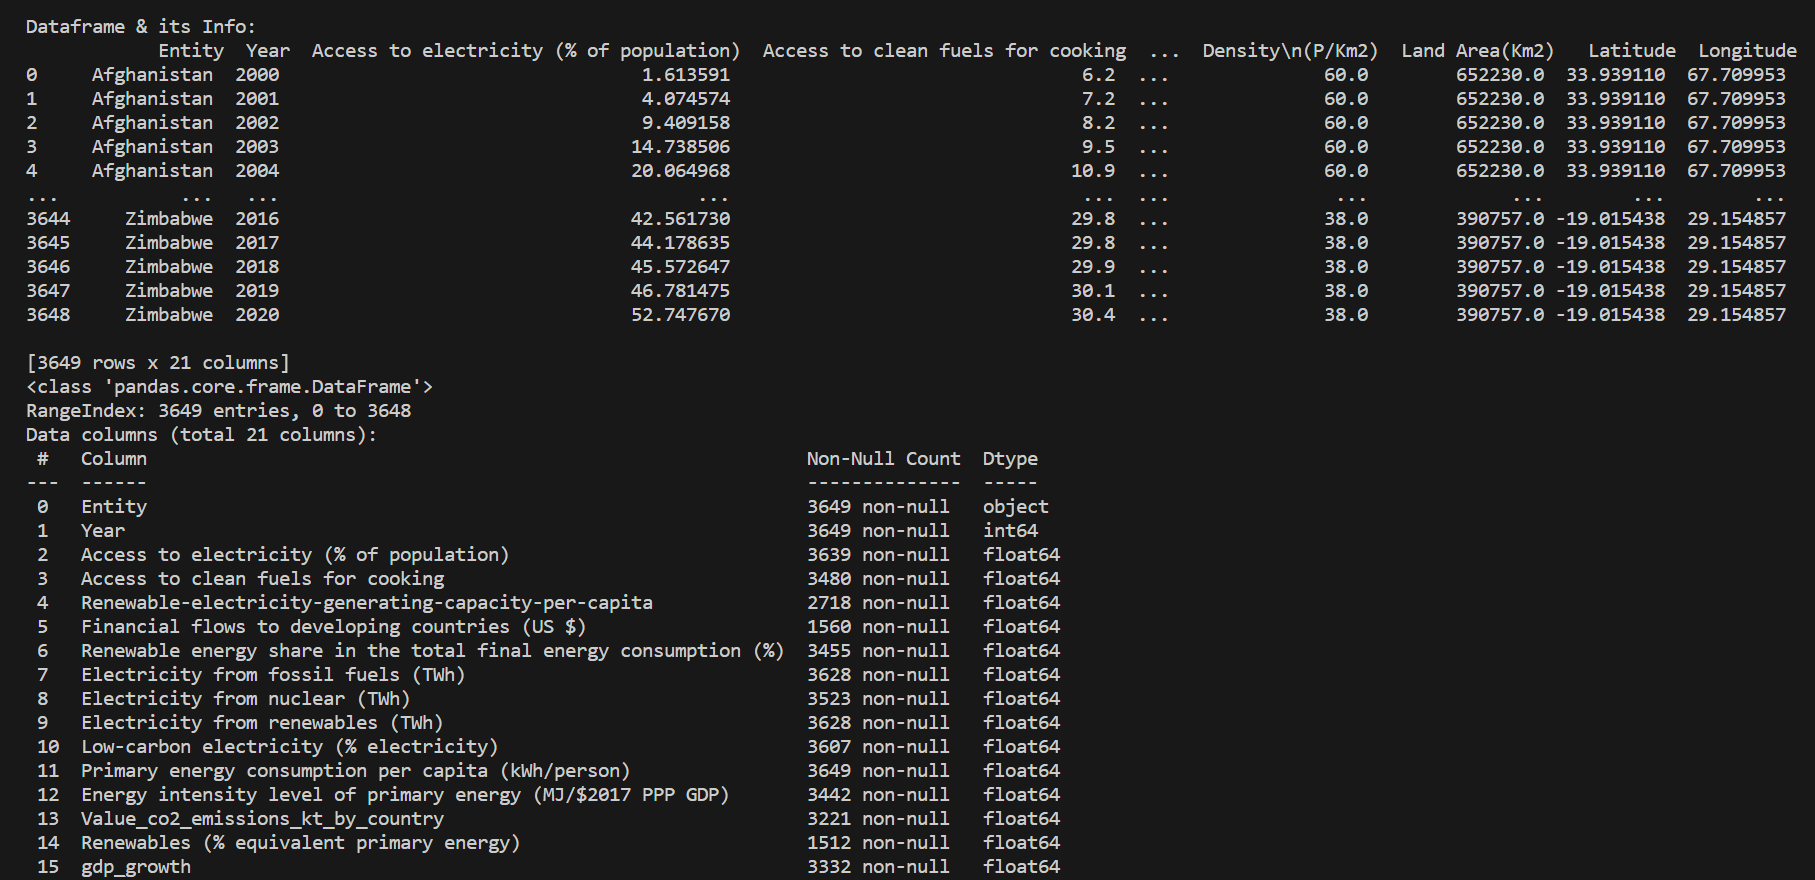 Dataframe & its Info:
            Entity  Year  Access to electricity (% of population)  Access to clean fuels for cooking  ...  Density\n(P/Km2)  Land Area(Km2)   Latitude  Longitude
0      Afghanistan  2000                                 1.613591                                6.2  ...              60.0        652230.0  33.939110  67.709953
1      Afghanistan  2001                                 4.074574                                7.2  ...              60.0        652230.0  33.939110  67.709953
2      Afghanistan  2002                                 9.409158                                8.2  ...              60.0        652230.0  33.939110  67.709953
3      Afghanistan  2003                                14.738506                                9.5  ...              60.0        652230.0  33.939110  67.709953
4      Afghanistan  2004                                20.064968                               10.9  ...              60.0        652230.0  33.939110  67.709953
...            ...   ...                                      ...                                ...  ...               ...             ...        ...        ...
3644      Zimbabwe  2016                                42.561730                               29.8  ...              38.0        390757.0 -19.015438  29.154857
3645      Zimbabwe  2017                                44.178635                               29.8  ...              38.0        390757.0 -19.015438  29.154857
3646      Zimbabwe  2018                                45.572647                               29.9  ...              38.0        390757.0 -19.015438  29.154857
3647      Zimbabwe  2019                                46.781475                               30.1  ...              38.0        390757.0 -19.015438  29.154857
3648      Zimbabwe  2020                                52.747670                               30.4  ...              38.0        390757.0 -19.015438  29.154857
[3649 rows x 21 columns]
<class 'pandas.core.frame.DataFrame'>
RangeIndex: 3649 entries, 0 to 3648
Data columns (total 21 columns):
 #   Column                                                            Non-Null Count  Dtype
---  ------                                                            --------------  -----
 0   Entity                                                            3649 non-null   object
 1   Year                                                              3649 non-null   int64
 2   Access to electricity (% of population)                           3639 non-null   float64
 3   Access to clean fuels for cooking                                 3480 non-null   float64
 4   Renewable-electricity-generating-capacity-per-capita              2718 non-null   float64
 5   Financial flows to developing countries (US $)                    1560 non-null   float64
 6   Renewable energy share in the total final energy consumption (%)  3455 non-null   float64
 7   Electricity from fossil fuels (TWh)                               3628 non-null   float64
 8   Electricity from nuclear (TWh)                                    3523 non-null   float64
 9   Electricity from renewables (TWh)                                 3628 non-null   float64
 10  Low-carbon electricity (% electricity)                            3607 non-null   float64
 11  Primary energy consumption per capita (kWh/person)                3649 non-null   float64
 12  Energy intensity level of primary energy (MJ/$2017 PPP GDP)       3442 non-null   float64
 13  Value_co2_emissions_kt_by_country                                 3221 non-null   float64
 14  Renewables (% equivalent primary energy)                          1512 non-null   float64
 15  gdp_growth                                                        3332 non-null   float64